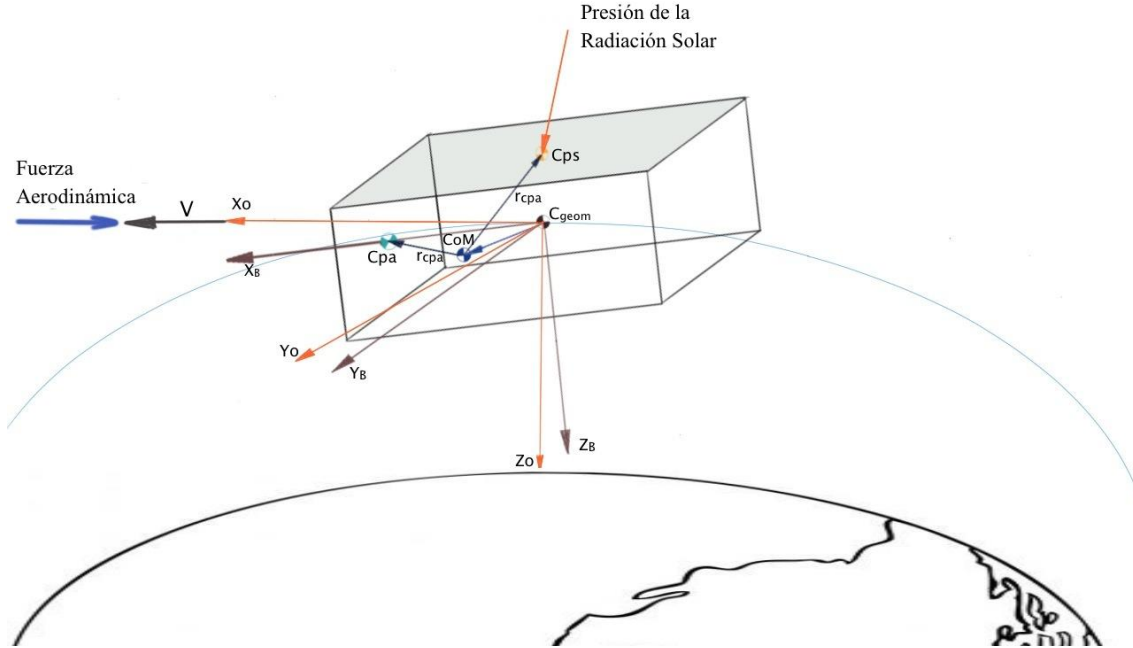 Presión de la
Radiación Solar
Fuerza
Aerodinámica
V
Xo
Cps
rcpa
Cgeom
CoM
Cpa
rcpa
XB
Yo
YB
Zo
ZB